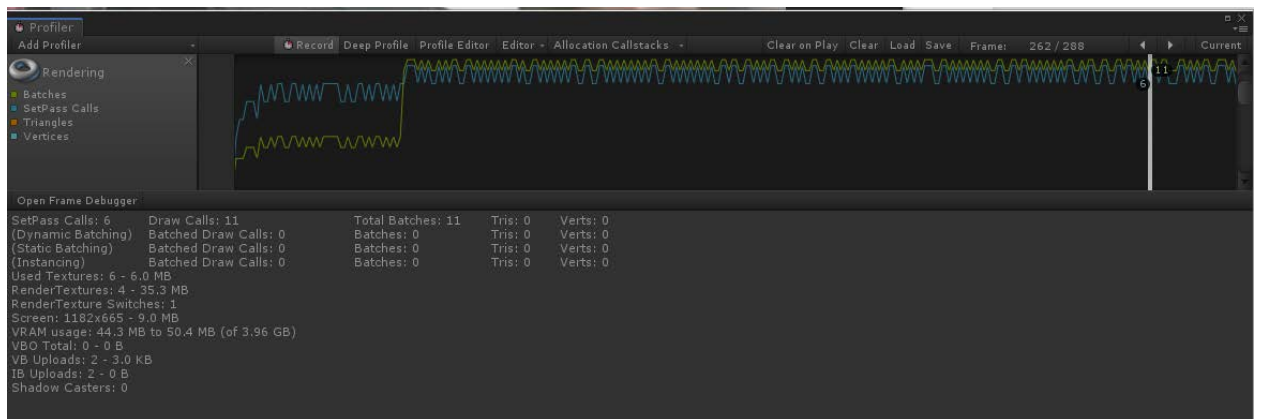 Profiler
Add Profiler Record Deep Profile Profile Editor Editor Allocation Callstacks Clear on Play Clear Load Save Frame: 262 / 288 Current
Rendering
Batches
SetPass Calls
Triangles
Vertices
11
6
Open Frame Debugger
SetPass Calls: 6 Draw Calls: 11 Total Batches: 11 Tris: 0 Verts: 0
(Dynamic Batching) Batched Draw Calls: 0 Batches: 0 Tris: 0 Verts: 0
(Static Batching) Batched Draw Calls: 0 Batches: 0 Tris: 0 Verts: 0
(Instancing) Batched Draw Calls: 0 Batches: 0 Tris: 0 Verts: 0
Used Textures: 6 - 6.0 MB
RenderTextures: 4 - 35.3 MB
RenderTexture Switches: 1
Screen: 1182x665 - 9.0 MB
VRAM usage: 44.3 MB to 50.4 MB (of 3.96 GB)
VBO Total: 0 - 0 B
VB Uploads: 2 - 3.0 KB
IB Uploads: 2 - 0 B
Shadow Casters: 0